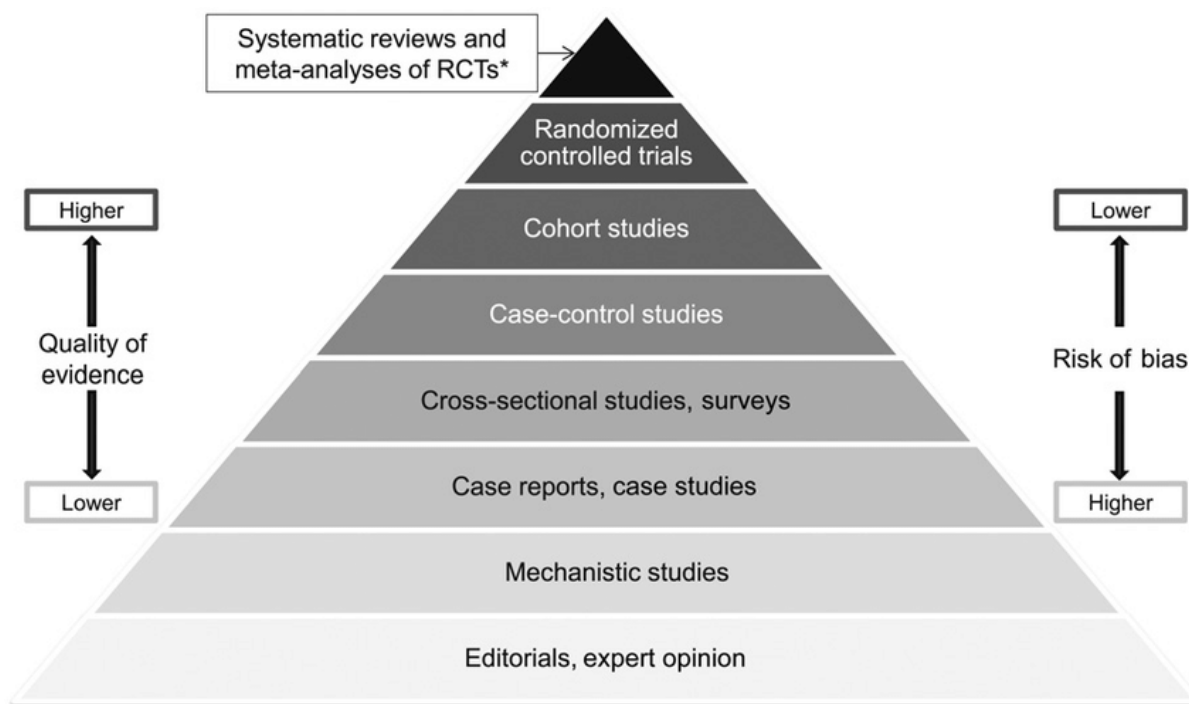 Systematic reviews and
meta-analyses of RCTs*
Randomized
controlled trials
Higher
Lower
Cohort studies
Case-control studies
Quality of
evidence
Risk of bias
Cross-sectional studies, surveys
Case reports, case studies
Lower
Higher
Mechanistic studies
Editorials, expert opinion